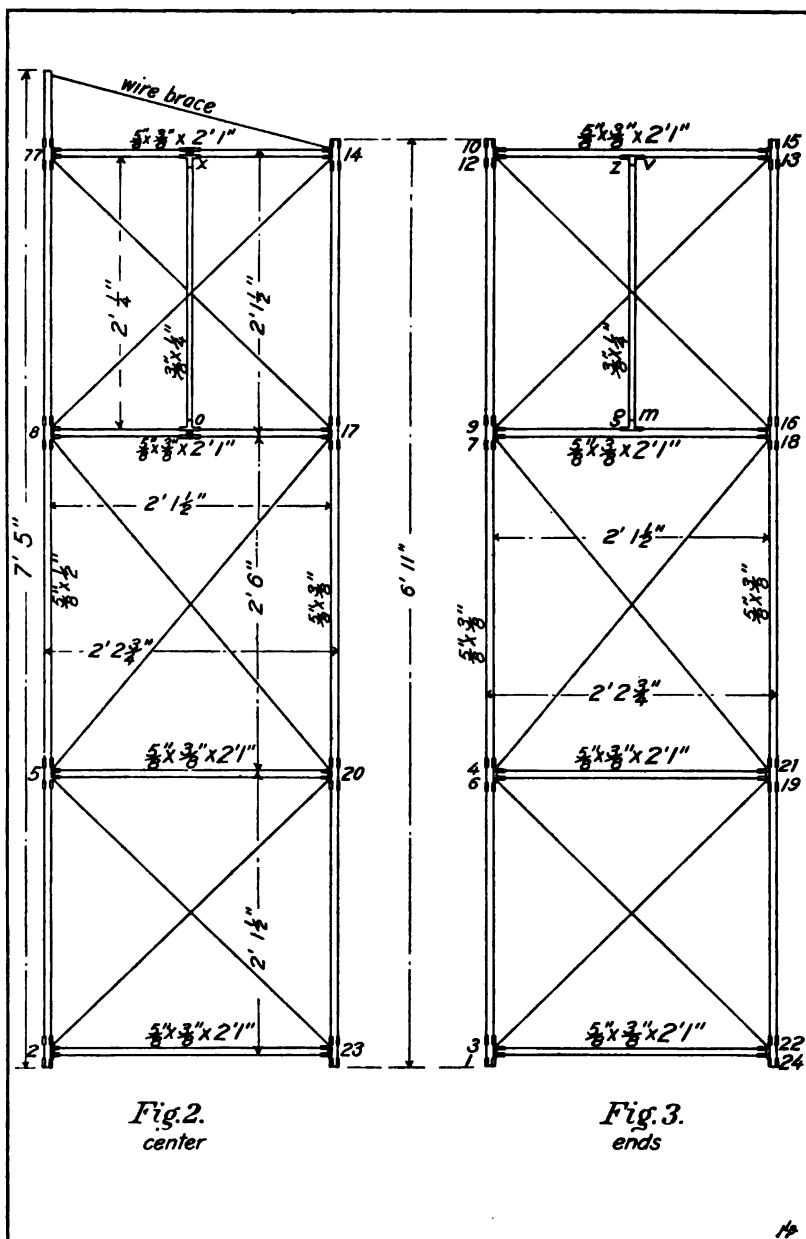 wire brace
5/8" x 3/8" x 2'1"
77
14
X
2' 1/4"
2' 1 1/2"
3/8" x 1/4"
O
8
17
5/8" x 3/8" x 2'1"
2' 1 1/2"
7' 5"
5/8" x 1/2"
2' 6"
5/8" x 3/8"
2' 2 3/4"
5/8" x 3/8" x 2'1"
5
20
2' 1 1/2"
5/8" x 3/8" x 2'1"
2
23
Fig. 2.
center
6' 11"
5/8" x 3/8" x 2'1"
10
15
12
13
Z V
3/8" x 1/4"
9
16
7
18
S M
5/8" x 3/8" x 2'1"
2' 1 1/2"
5/8" x 3/8"
5/8" x 3/8"
2' 2 3/4"
5/8" x 3/8" x 2'1"
4
21
6
19
5/8" x 3/8" x 2'1"
3
22
1
24
Fig. 3.
ends